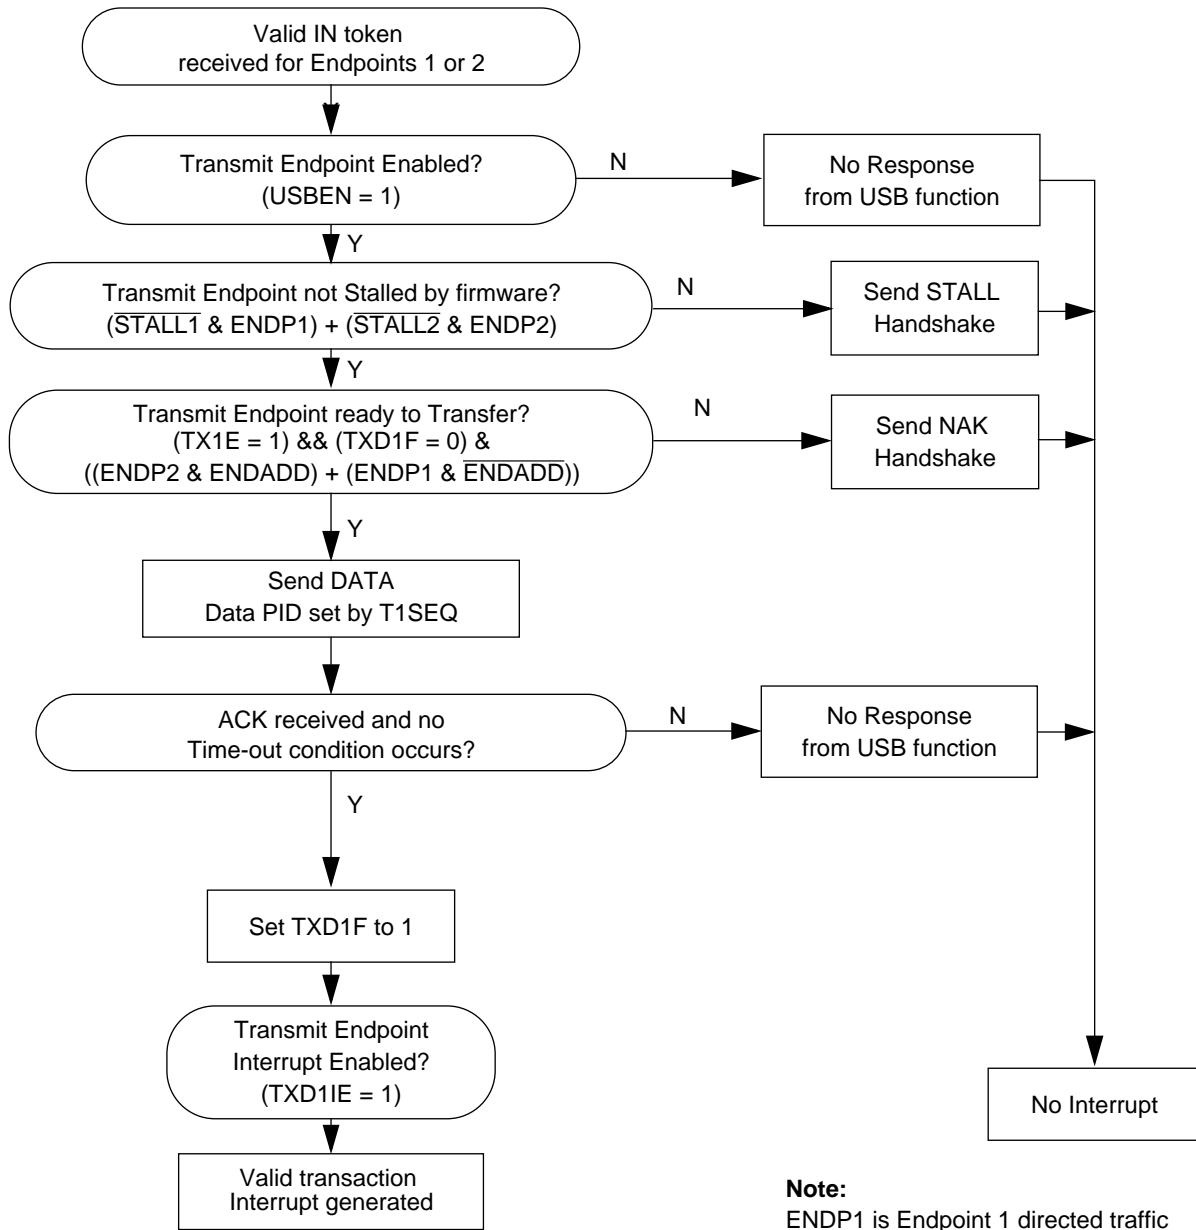 Valid IN token
received for Endpoints 1 or 2
Transmit Endpoint Enabled?
(USBEN = 1)
N
No Response
from USB function
Y
Transmit Endpoint not Stalled by firmware?
(S̅T̅A̅L̅L̅1̅ & ENDP1) + (S̅T̅A̅L̅L̅2̅ & ENDP2)
N
Send STALL
Handshake
Y
Transmit Endpoint ready to Transfer?
(TX1E = 1) && (TXD1F = 0) &
((ENDP2 & ENDADD) + (ENDP1 & E̅N̅D̅A̅D̅D̅))
N
Send NAK
Handshake
Y
Send DATA
Data PID set by T1SEQ
ACK received and no
Time-out condition occurs?
N
No Response
from USB function
Y
Set TXD1F to 1
Transmit Endpoint
Interrupt Enabled?
(TXD1IE = 1)
No Interrupt
Valid transaction
Interrupt generated
Note:
ENDP1 is Endpoint 1 directed traffic